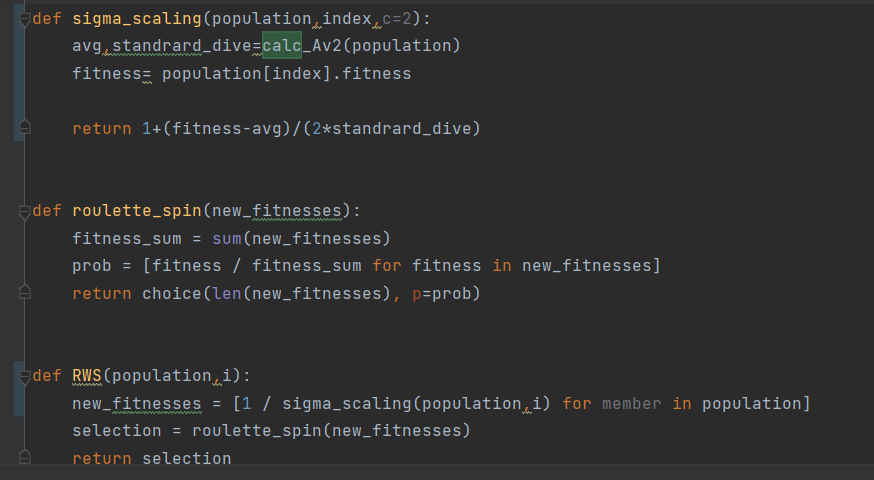 def sigma_scaling(population,index,c=2):
avg,standrard_dive=calc_Av2(population)
fitness= population[index].fitness
return 1+(fitness-avg)/(2*standrard_dive)
def roulette_spin(new_fitnesses):
fitness_sum = sum(new_fitnesses)
prob = [fitness / fitness_sum for fitness in new_fitnesses]
return choice(len(new_fitnesses), p=prob)
def RWS(population,i):
new_fitnesses = [1 / sigma_scaling(population,i) for member in population]
selection = roulette_spin(new_fitnesses)
return selection